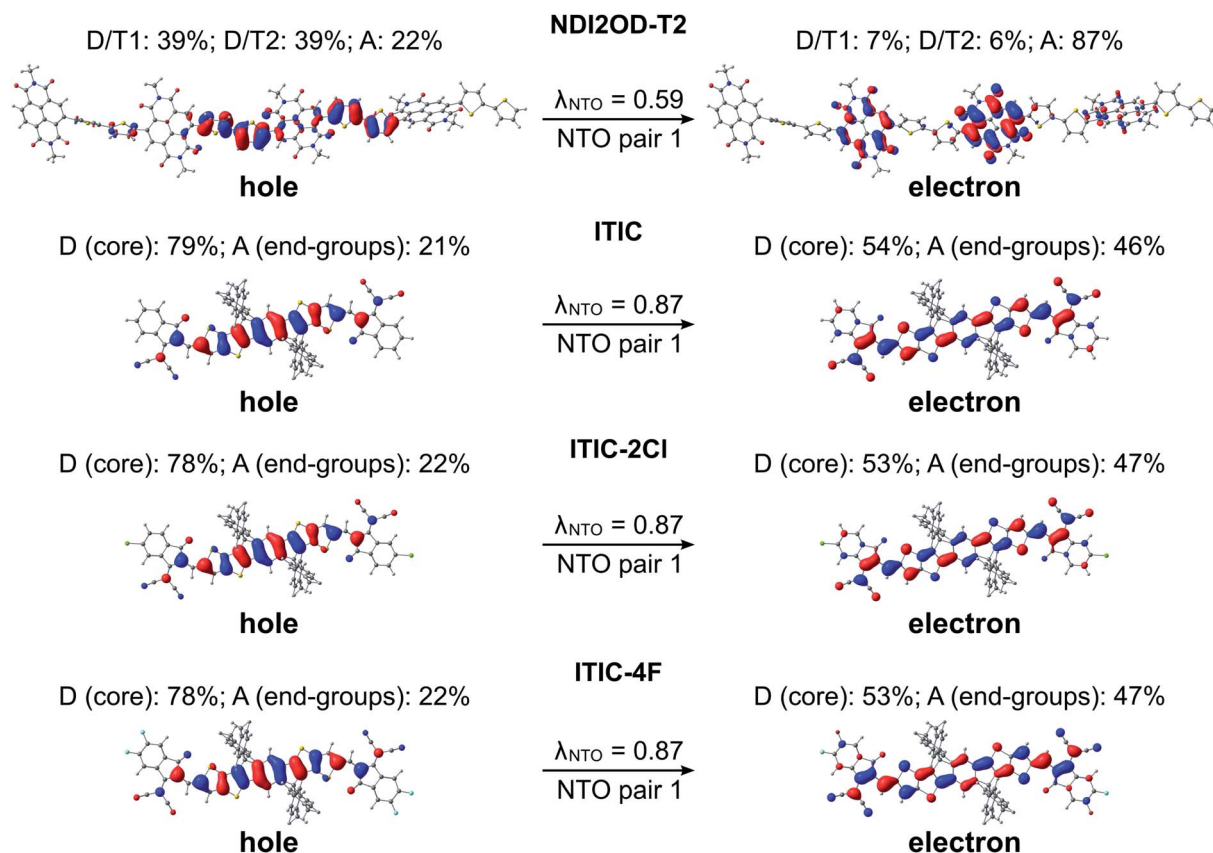 NDI2OD-T2
D/T1: 39%; D/T2: 39%; A: 22%
D/T1: 7%; D/T2: 6%; A: 87%
λNTO = 0.59
NTO pair 1
hole
electron
ITIC
D (core): 79%; A (end-groups): 21%
D (core): 54%; A (end-groups): 46%
λNTO = 0.87
NTO pair 1
hole
electron
ITIC-2Cl
D (core): 78%; A (end-groups): 22%
D (core): 53%; A (end-groups): 47%
λNTO = 0.87
NTO pair 1
hole
electron
ITIC-4F
D (core): 78%; A (end-groups): 22%
D (core): 53%; A (end-groups): 47%
λNTO = 0.87
NTO pair 1
hole
electron